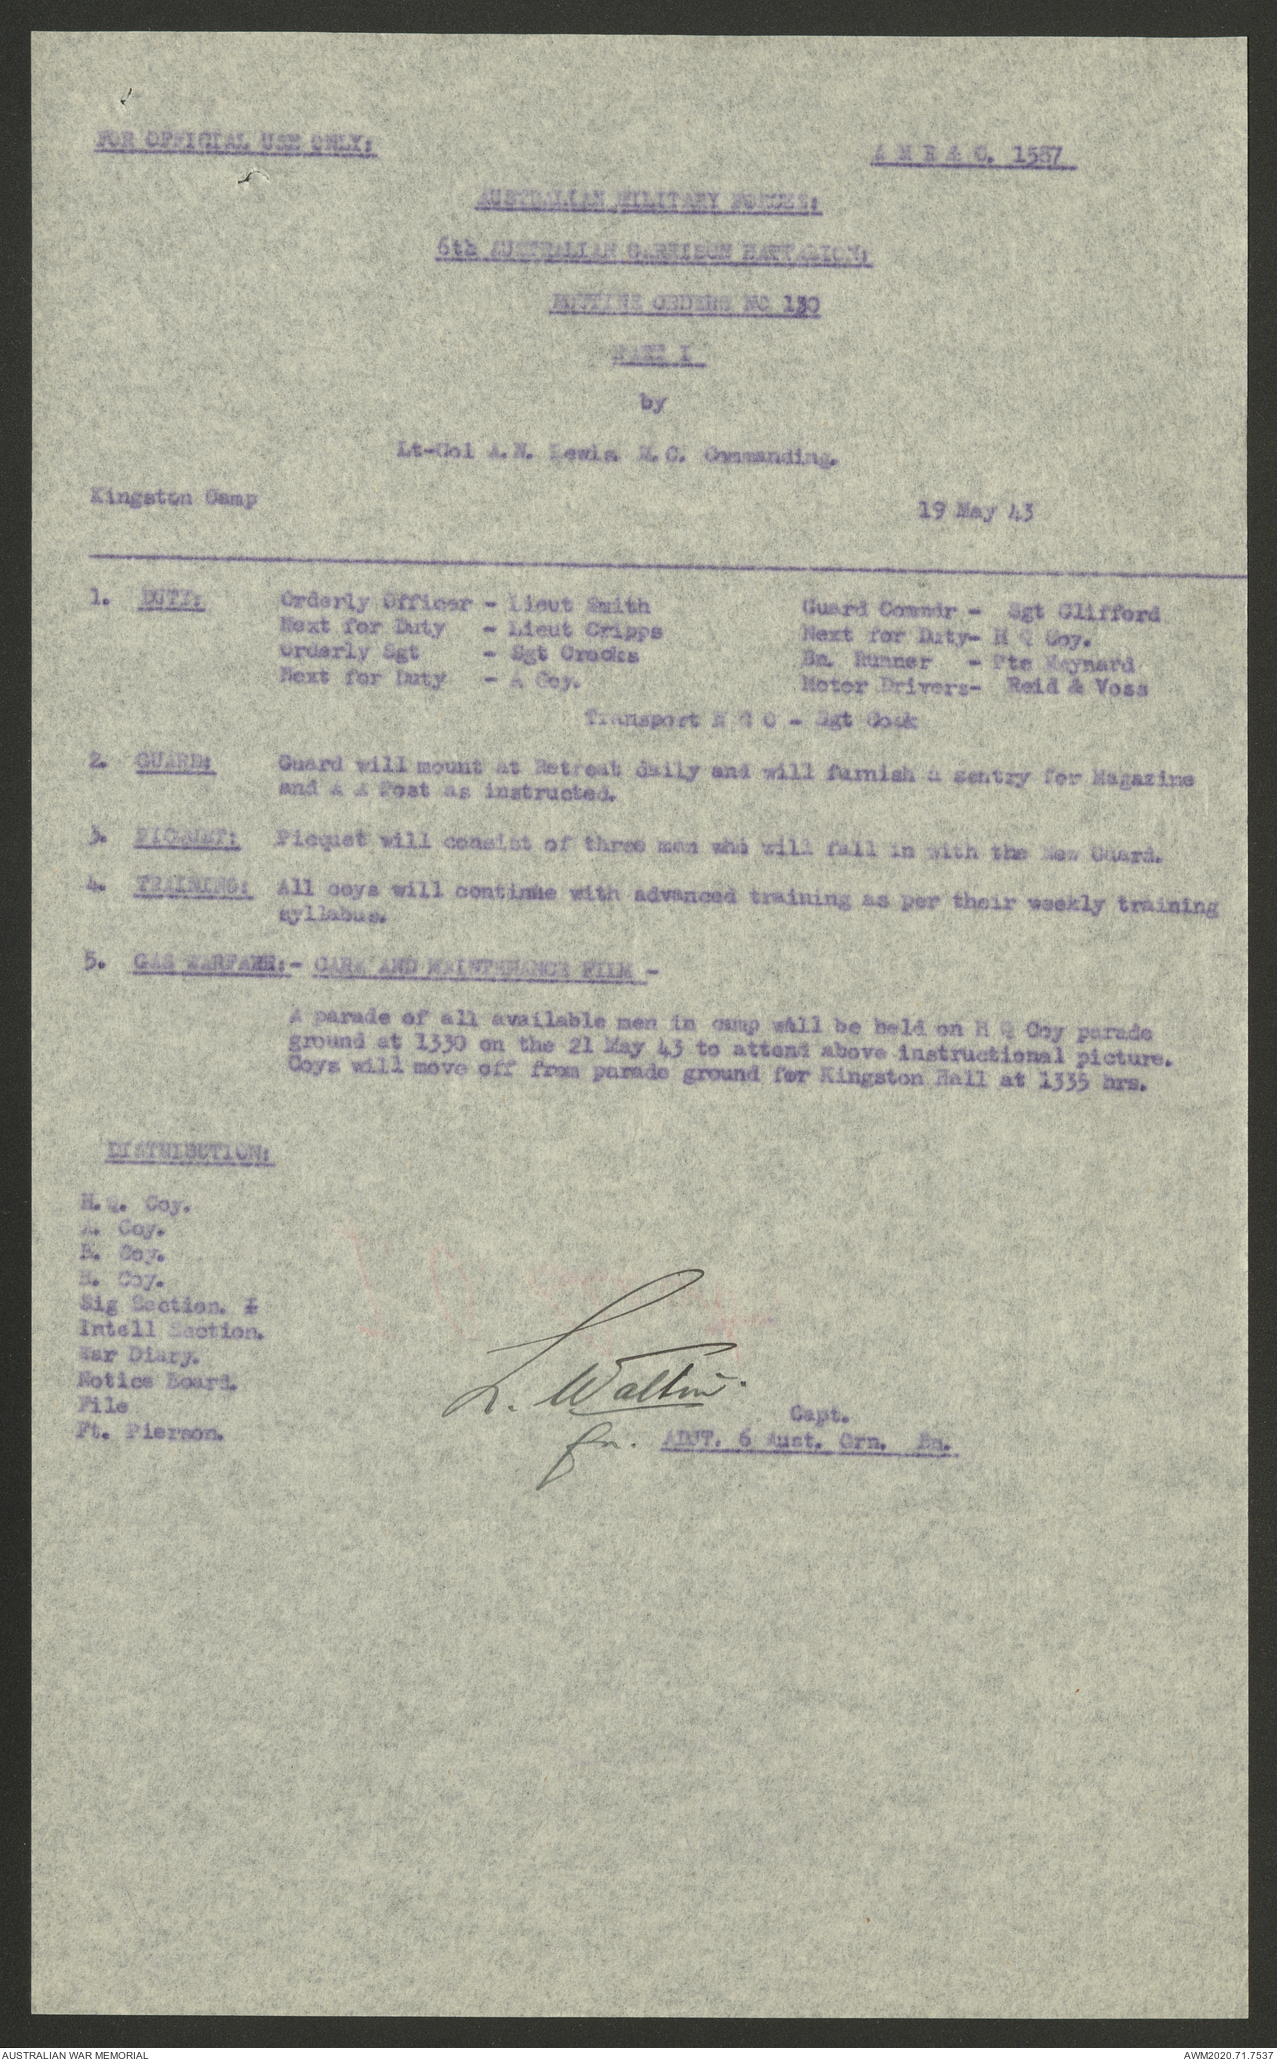 FOR OFFICIAL USE ONLY:
A M R & O. 1587
AUSTRALIAN MILITARY FORCES:
6th AUSTRALIAN GARRISON BATTALION:
ROUTINE ORDERS NO 130
PART I
by
Lt-Col A.N. Lewis M.C. Commanding.
Kingston Camp
19 May 43
1. DUTY: Orderly Officer - Lieut Smith Guard Commdr - Sgt Clifford
Next for Duty - Lieut Cripps Next for Duty- H Q Coy.
Orderly Sgt - Sgt Crooks Bn. Runner - Pte Maynard
Next for Duty - A Coy. Motor Drivers- Reid & Voss
Transport N C O - Sgt Cook
2. GUARD: Guard will mount at Retreat daily and will furnish a sentry for Magazine
and A A Post as instructed.
3. PICQUET: Picquet will consist of three men who will fall in with the New Guard.
4. TRAINING: All coys will continue with advanced training as per their weekly training
syllabus.
5. GAS WARFARE:- CARE AND MAINTENANCE FILM -
A parade of all available men in camp will be held on H Q Coy parade
ground at 1330 on the 21 May 43 to attend above instructional picture.
Coys will move off from parade ground for Kingston Hall at 1335 hrs.
DISTRIBUTION:
H.Q. Coy.
A. Coy.
B. Coy.
Coy.
Sig Section.
Intell Section.
War Diary.
Notice Board.
File
Ft. Pierson.
L. Walton.
Capt.
fr. ADJT. 6 Aust. Grn. Bn.
AUSTRALIAN WAR MEMORIAL
AWM2020.71.7537